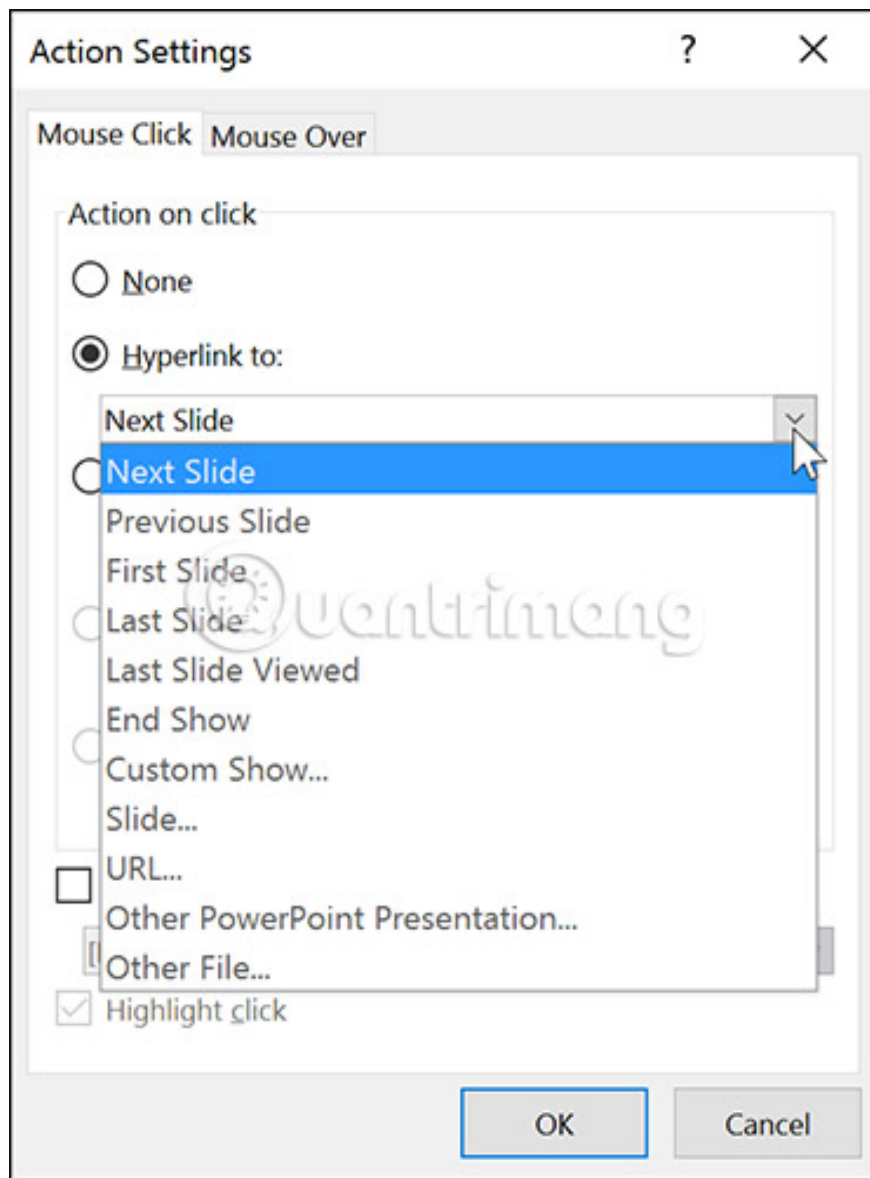 Action Settings
Mouse Click
Mouse Over
Action on click
None
Hyperlink to:
Next Slide
Next Slide
Previous Slide
First Slide
Last Slide
Last Slide Viewed
End Show
Custom Show...
Slide...
URL...
Other PowerPoint Presentation...
Other File...
Highlight click
OK
Cancel
Quantrimang